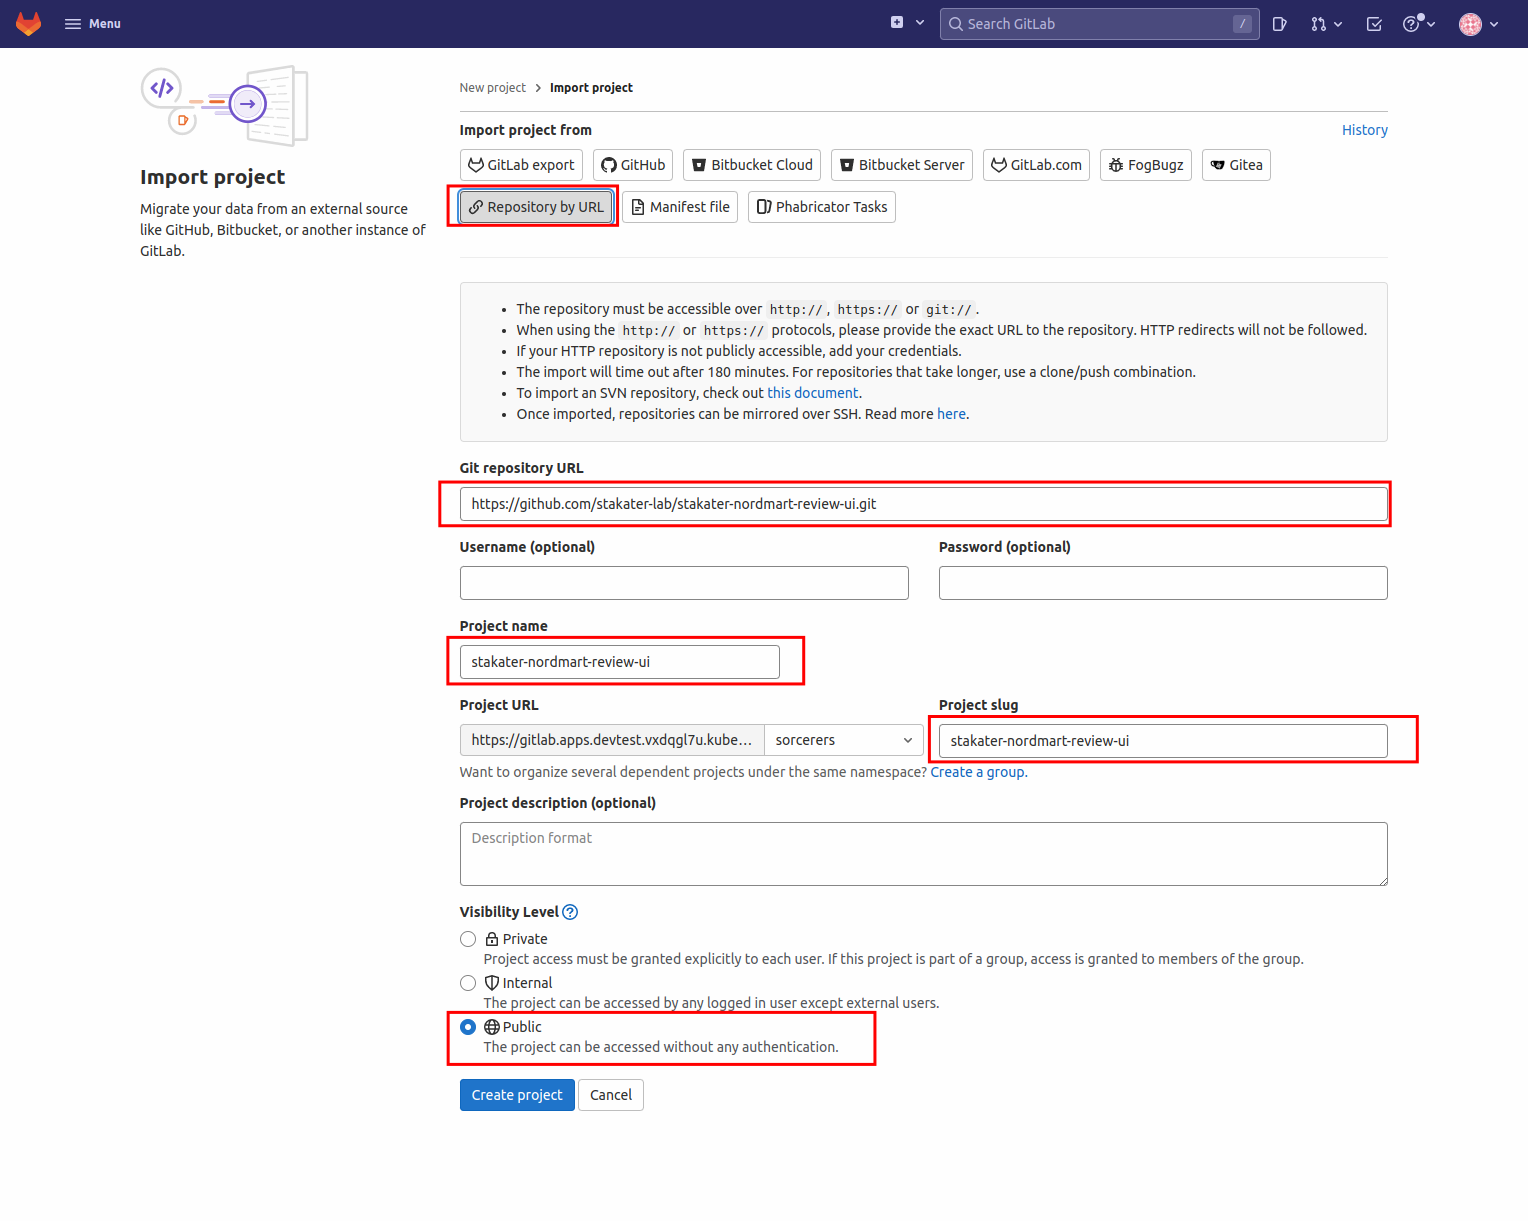 Menu
Search GitLab /
New project > Import project
Import project
Migrate your data from an external source
like GitHub, Bitbucket, or another instance of
GitLab.
Import project from
History
GitLab export
GitHub
Bitbucket Cloud
Bitbucket Server
GitLab.com
FogBugz
Gitea
Repository by URL
Manifest file
Phabricator Tasks
• The repository must be accessible over http://, https:// or git://.
• When using the http:// or https:// protocols, please provide the exact URL to the repository. HTTP redirects will not be followed.
• If your HTTP repository is not publicly accessible, add your credentials.
• The import will time out after 180 minutes. For repositories that take longer, use a clone/push combination.
• To import an SVN repository, check out this document.
• Once imported, repositories can be mirrored over SSH. Read more here.
Git repository URL
https://github.com/stakater-lab/stakater-nordmart-review-ui.git
Username (optional)
Password (optional)
Project name
stakater-nordmart-review-ui
Project URL
Project slug
https://gitlab.apps.devtest.vxdqgl7u.kube...
sorcerers
stakater-nordmart-review-ui
Want to organize several dependent projects under the same namespace? Create a group.
Project description (optional)
Description format
Visibility Level
Private
Project access must be granted explicitly to each user. If this project is part of a group, access is granted to members of the group.
Internal
The project can be accessed by any logged in user except external users.
Public
The project can be accessed without any authentication.
Create project
Cancel